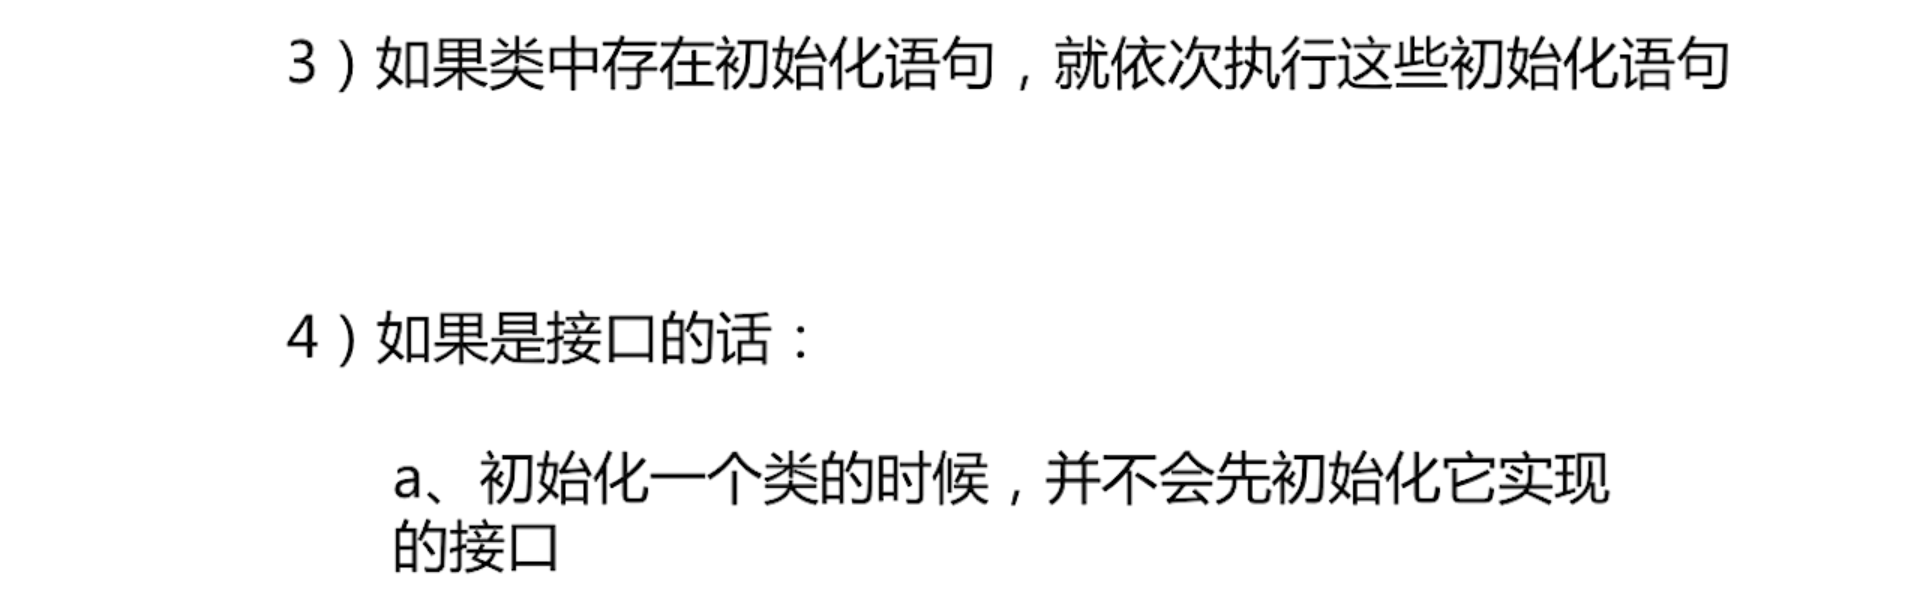 3）如果类中存在初始化语句，就依次执行这些初始化语句
4）如果是接口的话：
a、初始化一个类的时候，并不会先初始化它实现
的接口